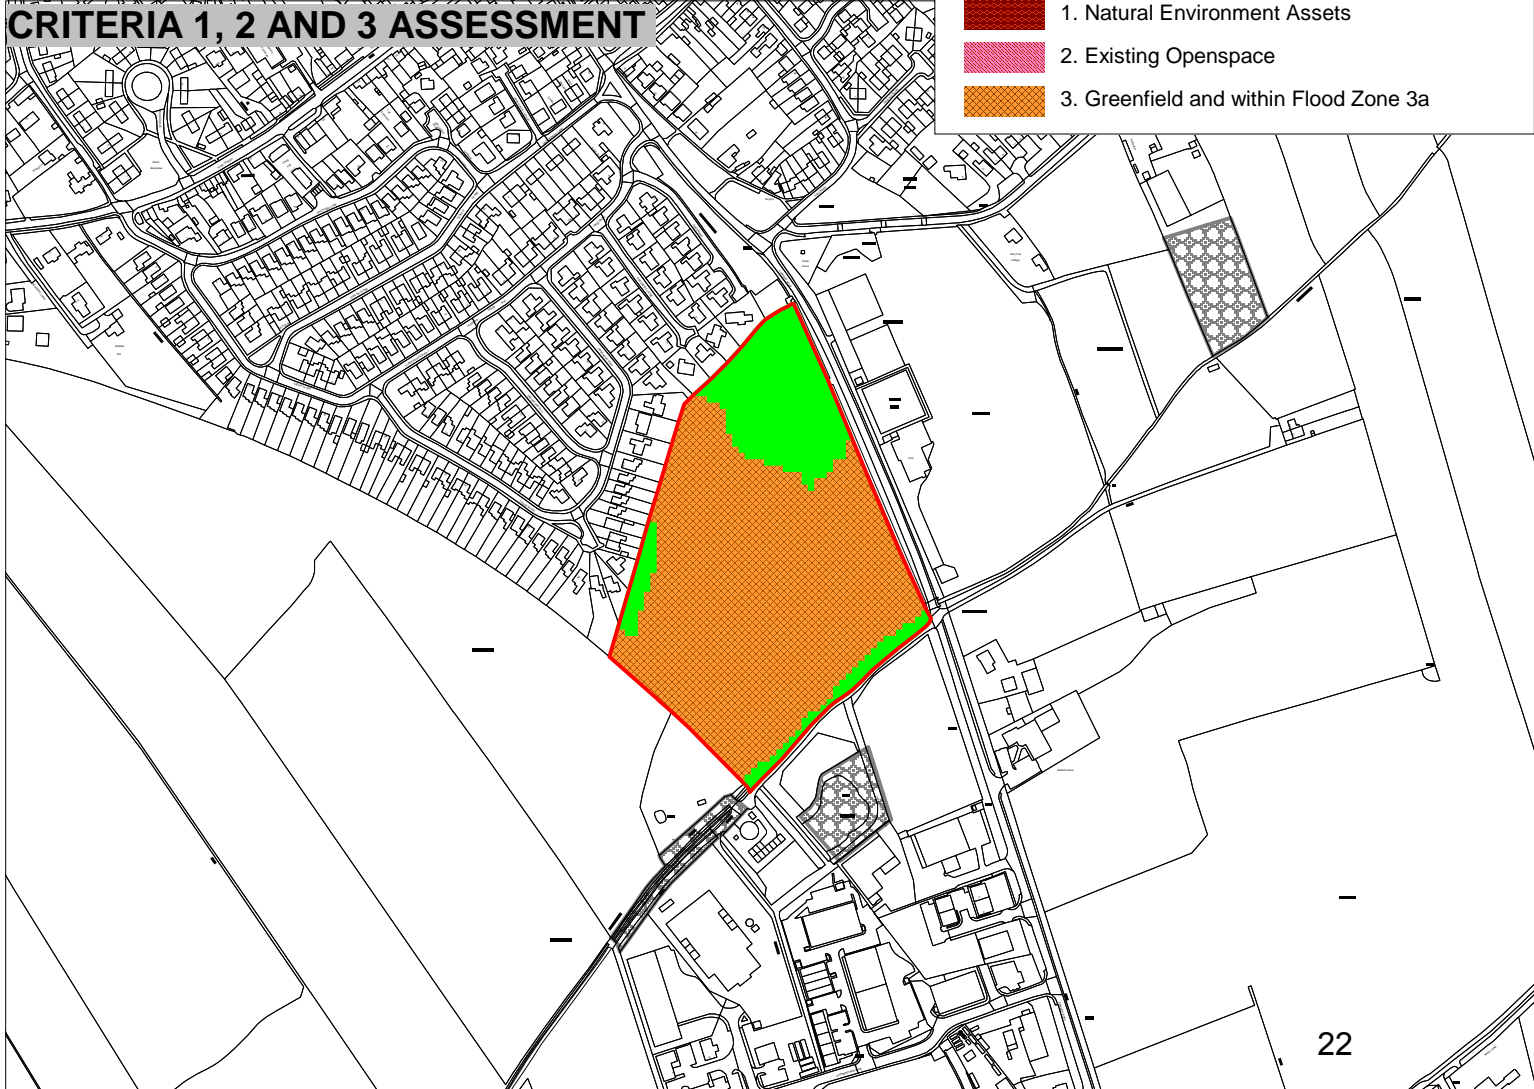 CRITERIA 1, 2 AND 3 ASSESSMENT
1. Natural Environment Assets
2. Existing Openspace
3. Greenfield and within Flood Zone 3a
22